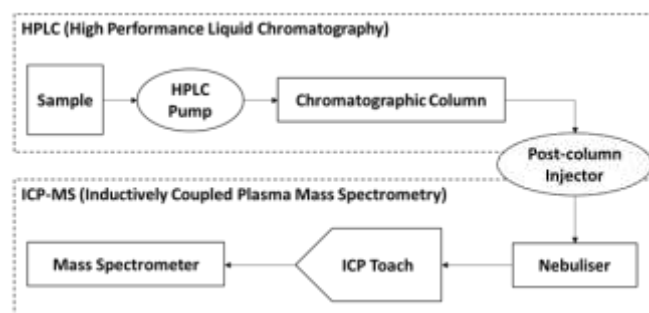 HPLC (High Performance Liquid Chromatography)
Sample
HPLC
Pump
Chromatographic Column
Post-column
Injector
ICP-MS (Inductively Coupled Plasma Mass Spectrometry)
Mass Spectrometer
ICP Toach
Nebuliser